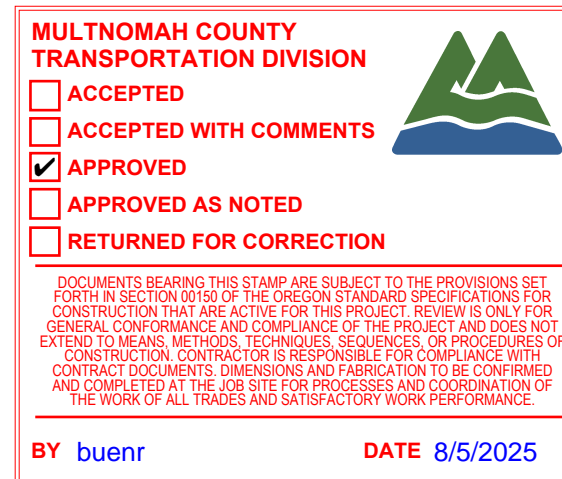 MULTNOMAH COUNTY
TRANSPORTATION DIVISION
ACCEPTED
ACCEPTED WITH COMMENTS
✔ APPROVED
APPROVED AS NOTED
RETURNED FOR CORRECTION
DOCUMENTS BEARING THIS STAMP ARE SUBJECT TO THE PROVISIONS SET
FORTH IN SECTION 00150 OF THE OREGON STANDARD SPECIFICATIONS FOR
CONSTRUCTION THAT ARE ACTIVE FOR THIS PROJECT. REVIEW IS ONLY FOR
GENERAL CONFORMANCE AND COMPLIANCE OF THE PROJECT AND DOES NOT
EXTEND TO MEANS, METHODS, TECHNIQUES, SEQUENCES, OR PROCEDURES OF
CONSTRUCTION. CONTRACTOR IS RESPONSIBLE FOR COMPLIANCE WITH
CONTRACT DOCUMENTS. DIMENSIONS AND FABRICATION TO BE CONFIRMED
AND COMPLETED AT THE JOB SITE FOR PROCESSES AND COORDINATION OF
THE WORK OF ALL TRADES AND SATISFACTORY WORK PERFORMANCE.
BY buenr DATE 8/5/2025